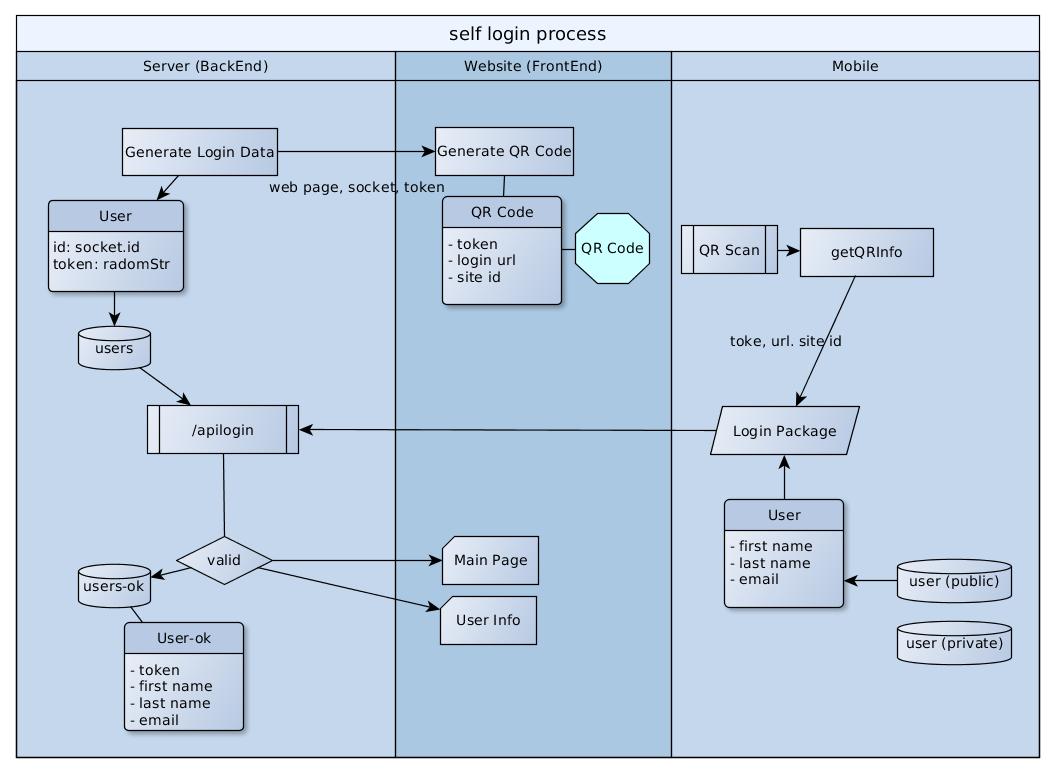 self login process
Server (BackEnd)
Website (FrontEnd)
Mobile
Generate Login Data
web page, socket, token
User
id: socket.id
token: radomStr
users
/apilogin
valid
users-ok
User-ok
- token
- first name
- last name
- email
Generate QR Code
QR Code
- token
- login url
- site id
QR Code
Main Page
User Info
QR Scan
getQRInfo
toke, url. site id
Login Package
User
- first name
- last name
- email
user (public)
user (private)